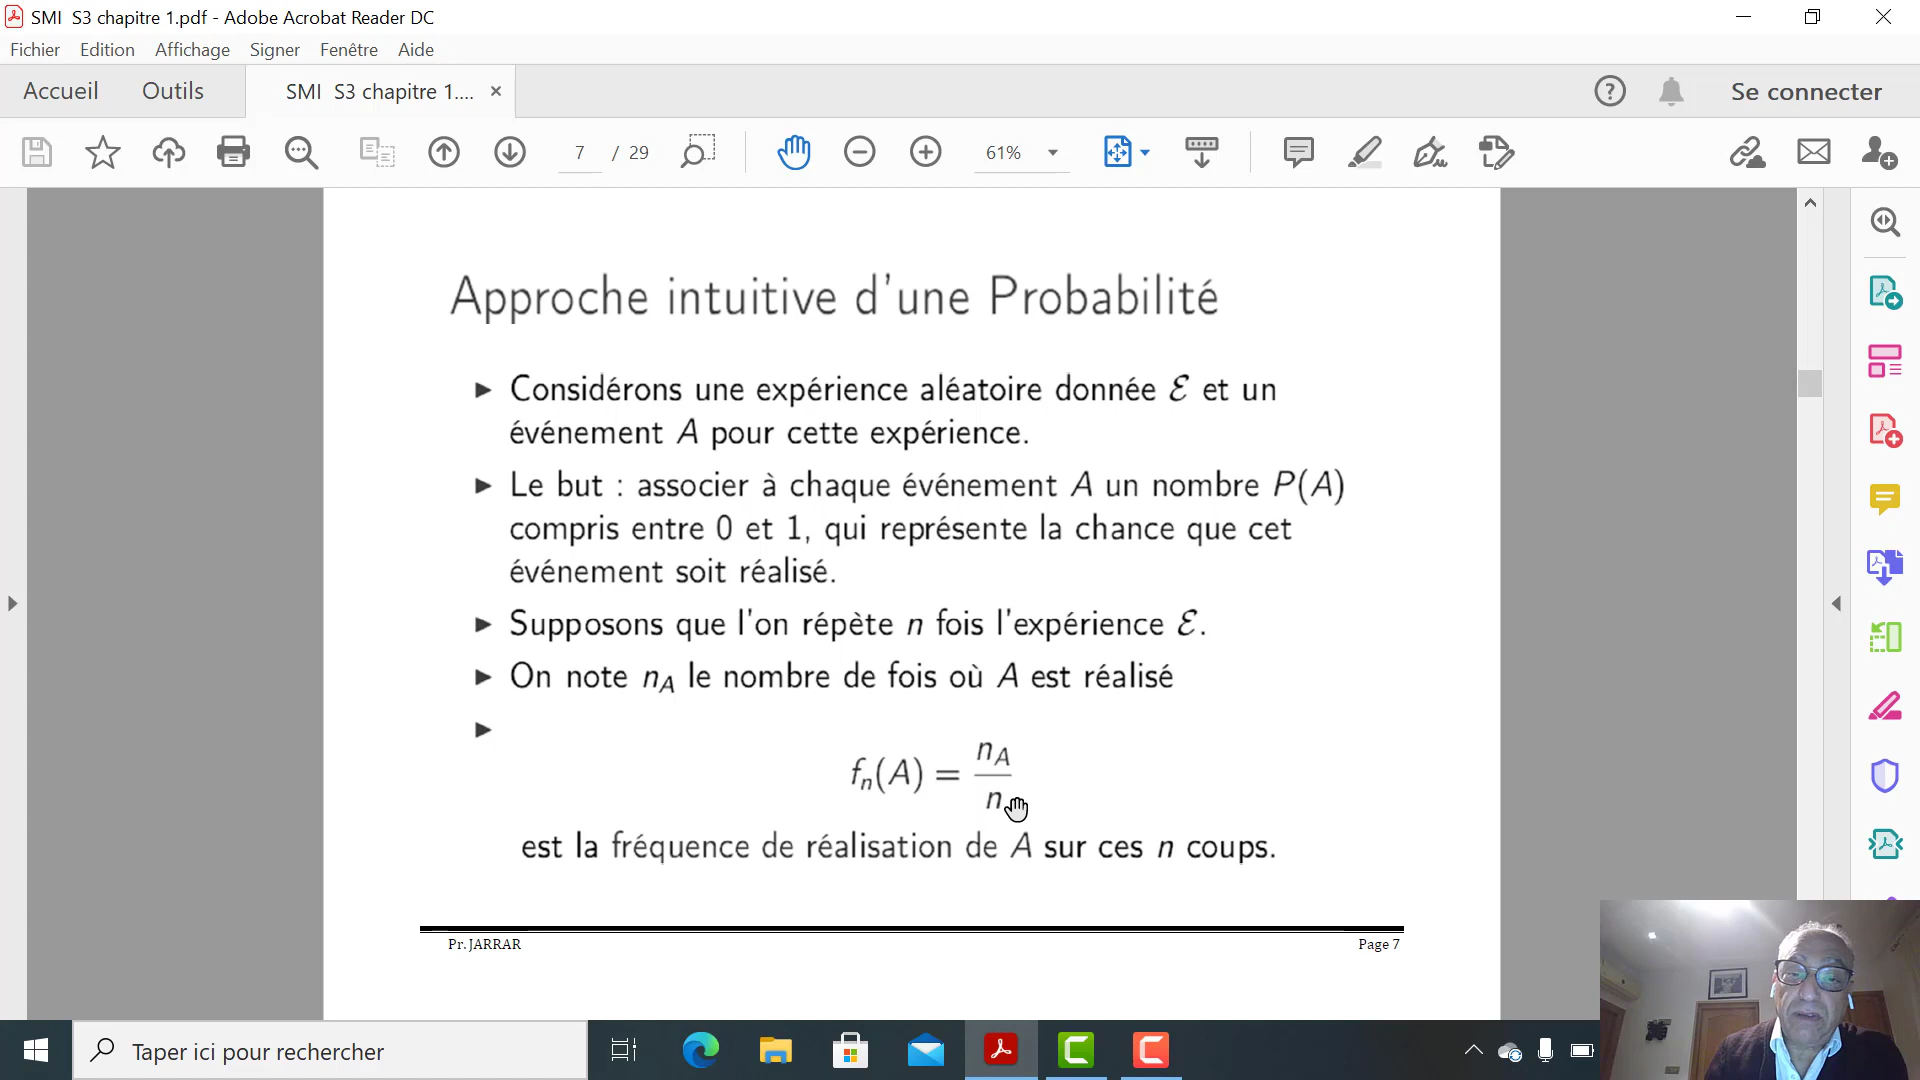 SMI S3 chapitre 1.pdf - Adobe Acrobat Reader DC
Fichier Edition Affichage Signer Fenêtre Aide
Accueil Outils SMI S3 chapitre 1.... × Se connecter
7 / 29 61%
Approche intuitive d'une Probabilité
▶ Considérons une expérience aléatoire donnée ℰ et un
événement A pour cette expérience.
▶ Le but : associer à chaque événement A un nombre P(A)
compris entre 0 et 1, qui représente la chance que cet
événement soit réalisé.
▶ Supposons que l'on répète n fois l'expérience ℰ.
▶ On note n_A le nombre de fois où A est réalisé
▶
f_n(A) = n_A / n
est la fréquence de réalisation de A sur ces n coups.
Pr.JARRAR Page 7
Taper ici pour rechercher